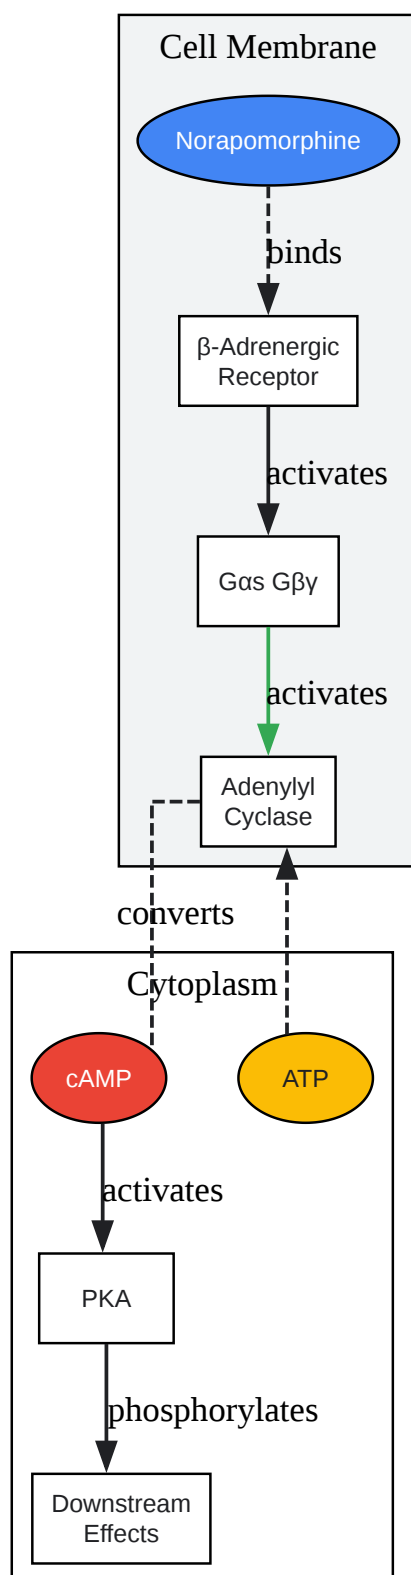 Cell Membrane
Norapomorphine
binds
β-Adrenergic
Receptor
activates
Gαs Gβγ
activates
Adenylyl
Cyclase
converts
Cytoplasm
cAMP
ATP
activates
PKA
phosphorylates
Downstream
Effects